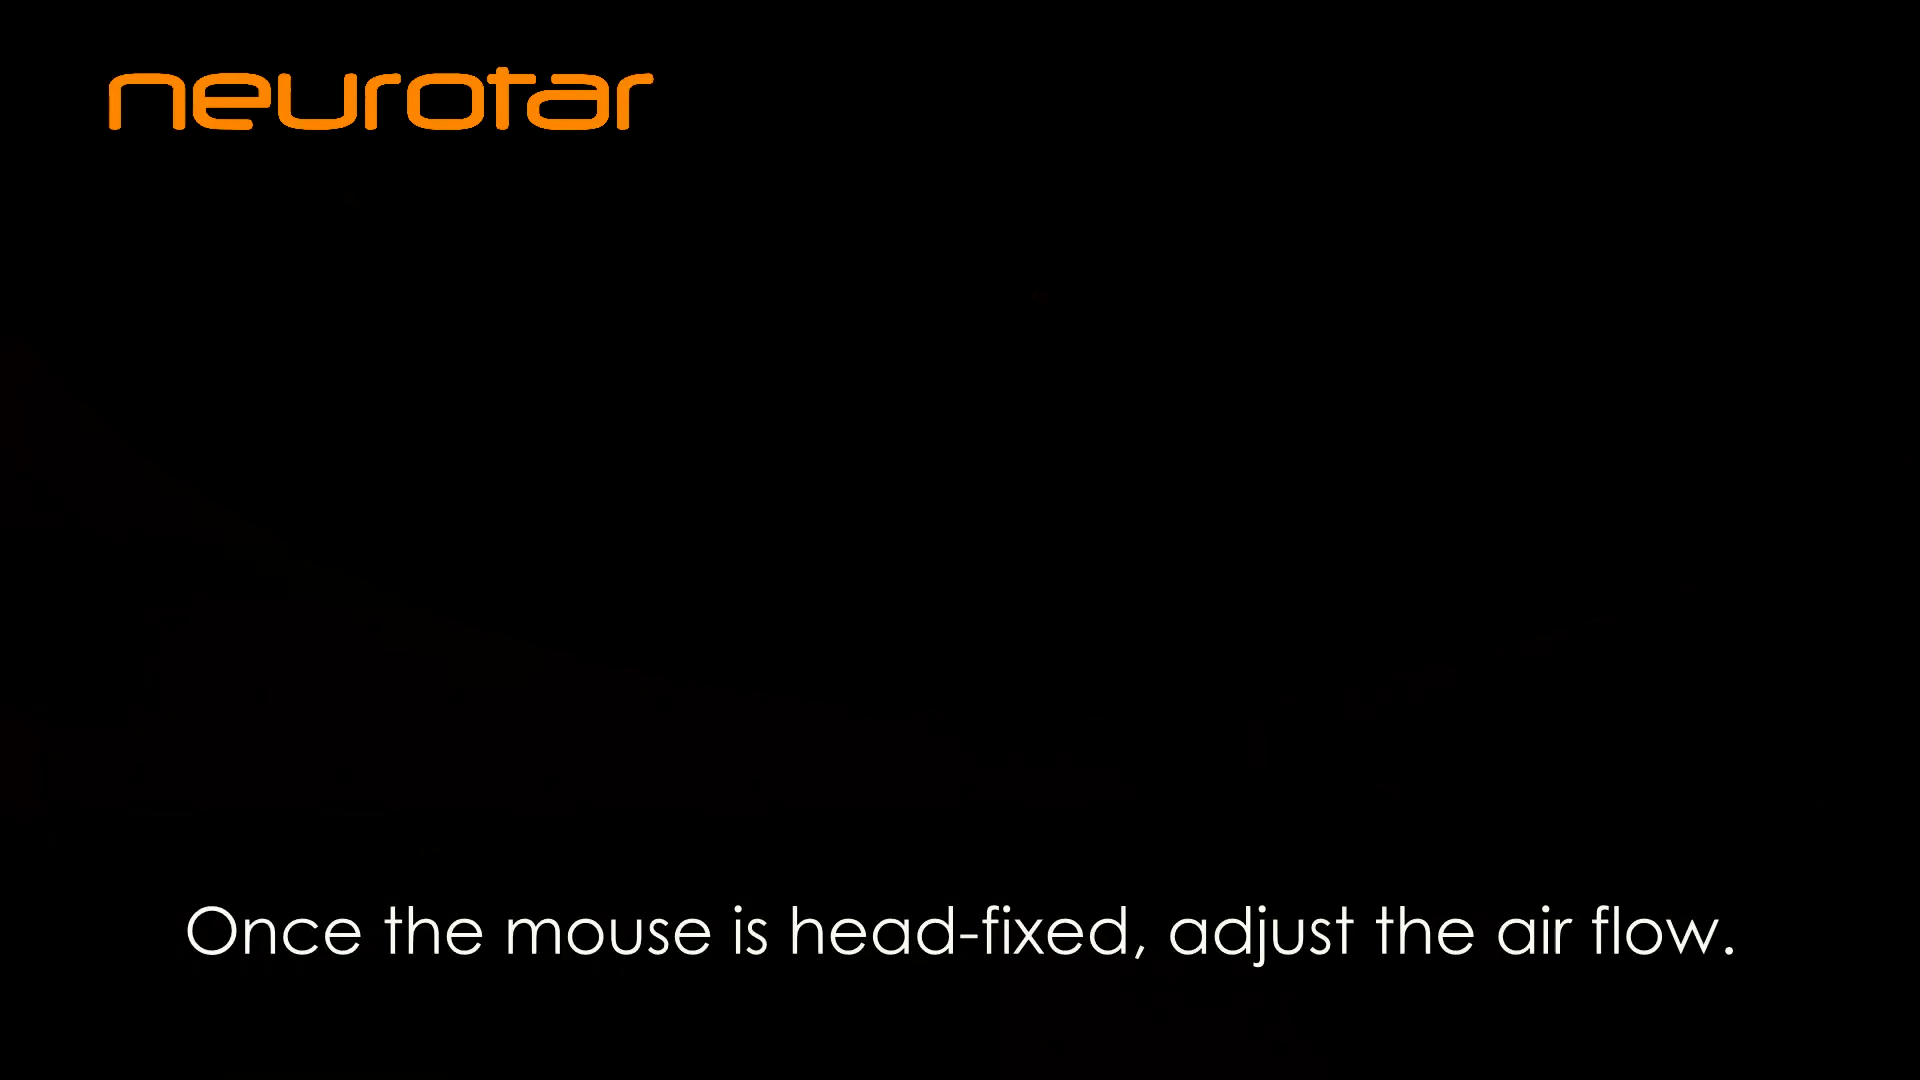 neurotar
Once the mouse is head-fixed, adjust the air flow.